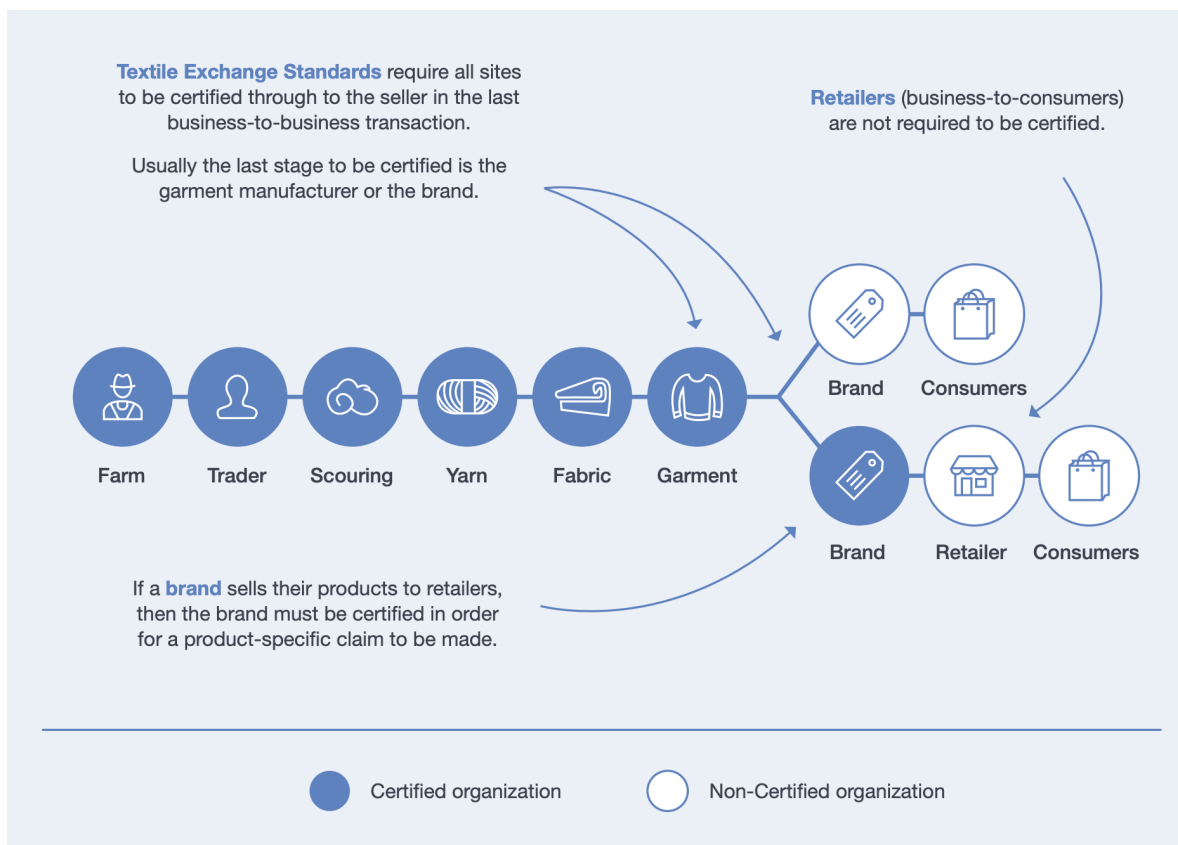 Textile Exchange Standards require all sites
to be certified through to the seller in the last
business-to-business transaction.
Usually the last stage to be certified is the
garment manufacturer or the brand.
Retailers (business-to-consumers)
are not required to be certified.
Brand
Consumers
Farm
Trader
Scouring
Yarn
Fabric
Garment
Brand
Retailer
Consumers
If a brand sells their products to retailers,
then the brand must be certified in order
for a product-specific claim to be made.
Certified organization
Non-Certified organization